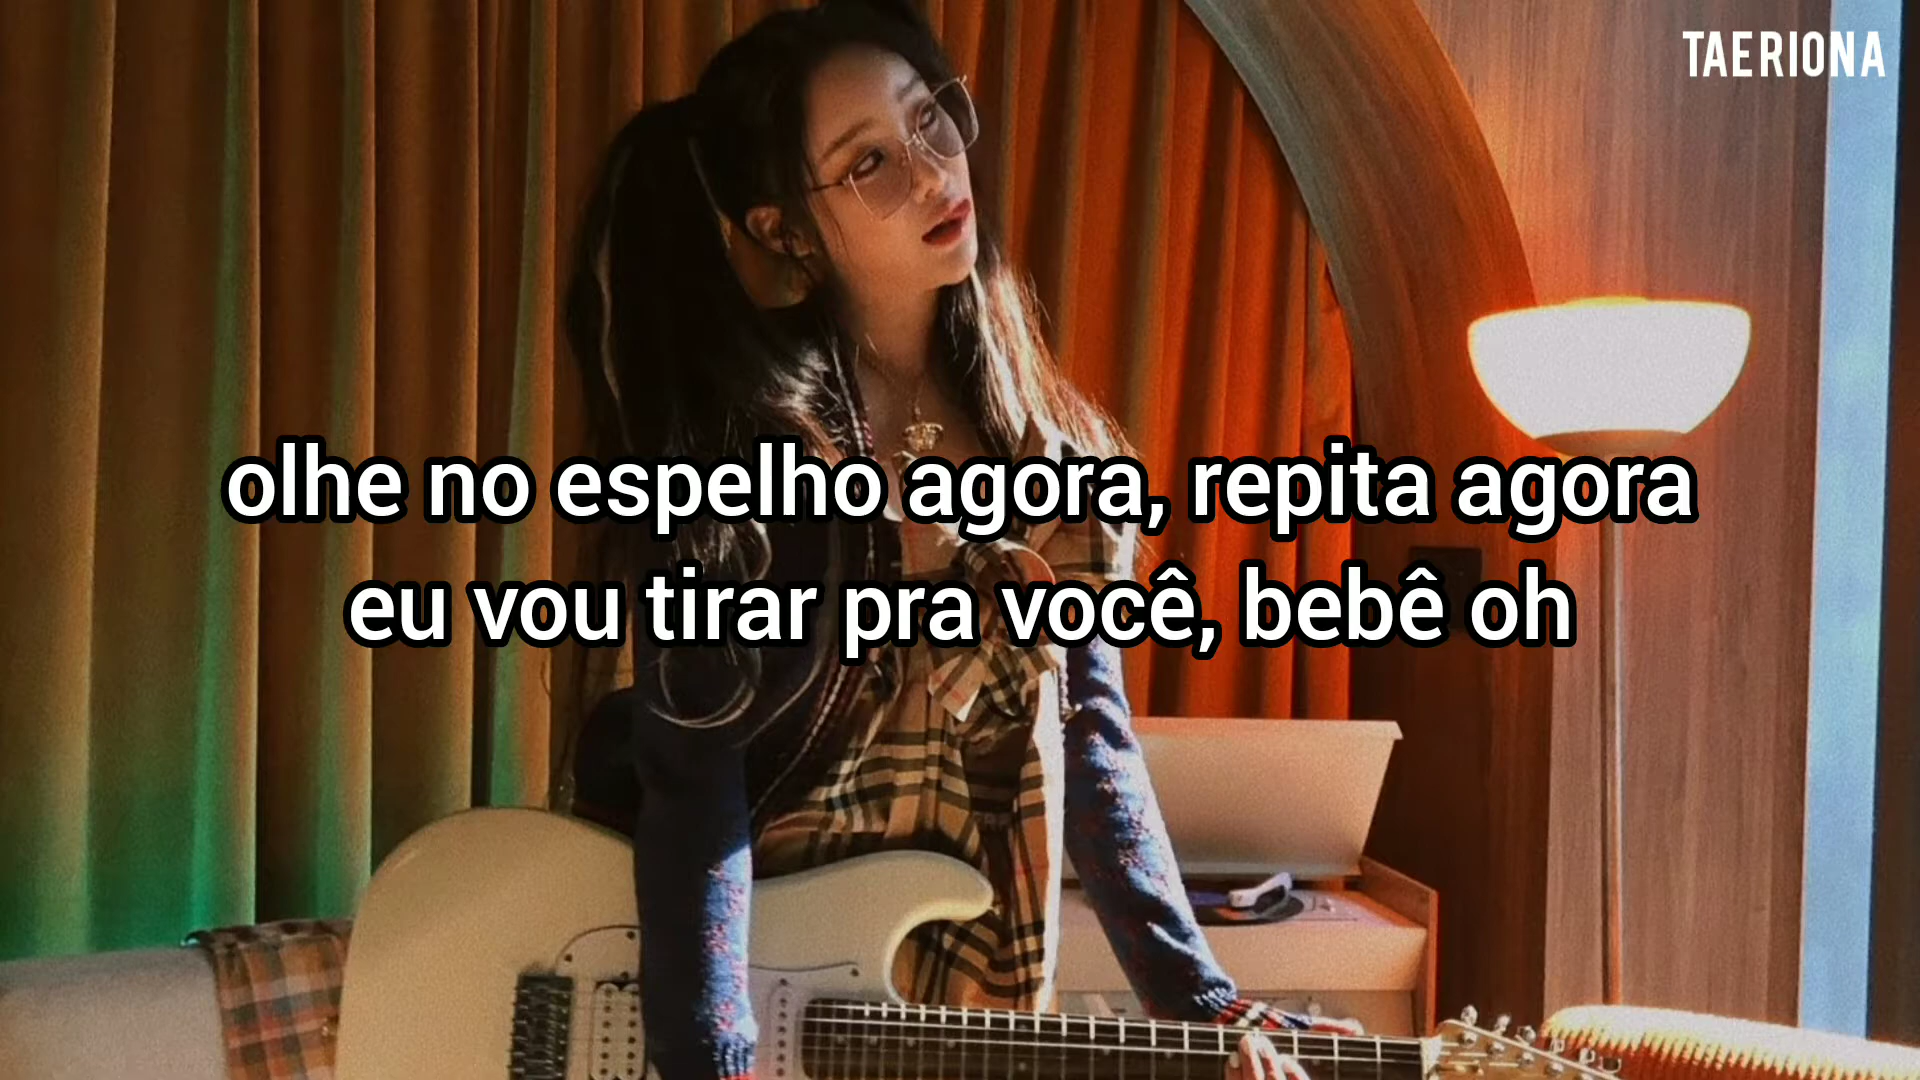 TAERIONA
olhe no espelho agora, repita agora
eu vou tirar pra você, bebê oh